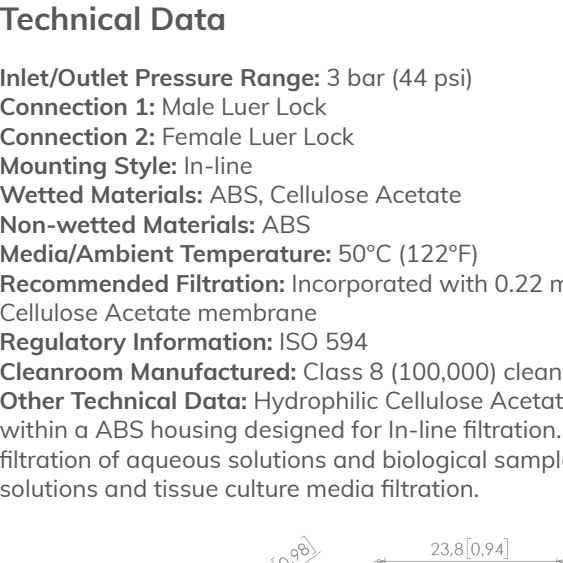 Technical Data
Inlet/Outlet Pressure Range: 3 bar (44 psi)
Connection 1: Male Luer Lock
Connection 2: Female Luer Lock
Mounting Style: In-line
Wetted Materials: ABS, Cellulose Acetate
Non-wetted Materials: ABS
Media/Ambient Temperature: 50°C (122°F)
Recommended Filtration: Incorporated with 0.22
Cellulose Acetate membrane
Regulatory Information: ISO 594
Cleanroom Manufactured: Class 8 (100,000) clean
Other Technical Data: Hydrophilic Cellulose Acetat
within a ABS housing designed for In-line filtration.
filtration of aqueous solutions and biological sampl
solutions and tissue culture media filtration.
0,98]
23,8[0,94]